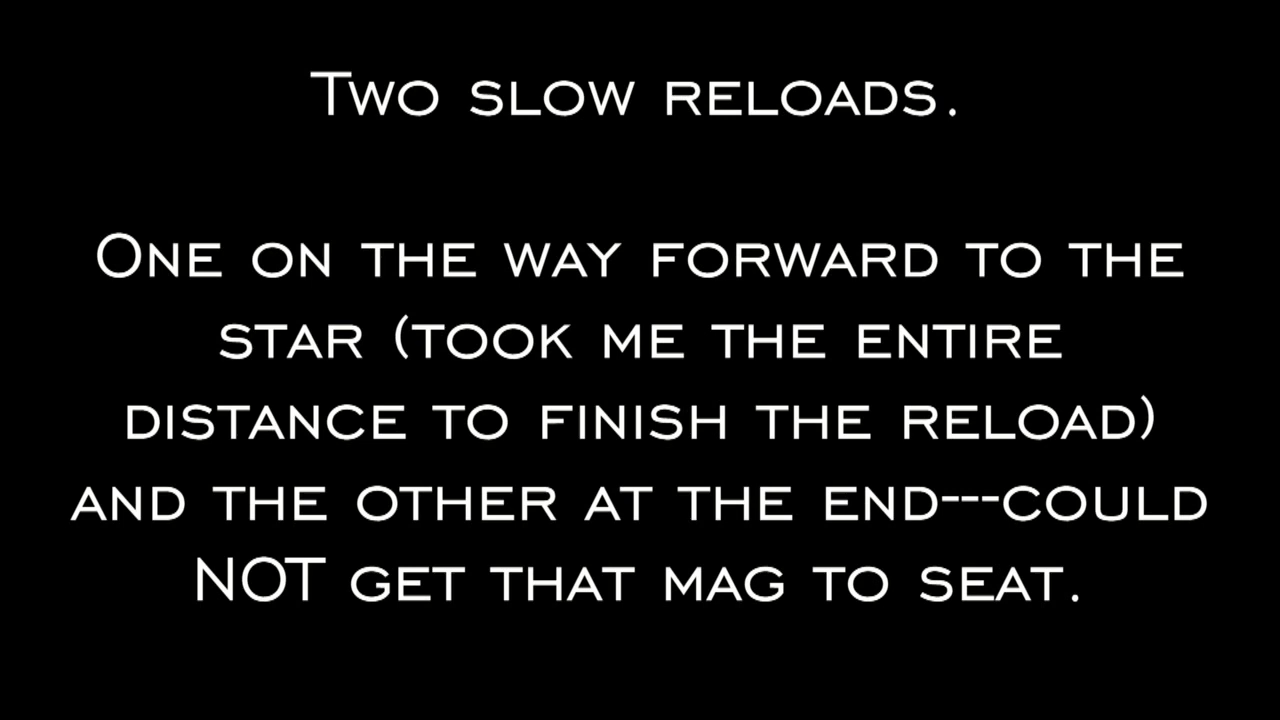 Two slow reloads.
One on the way forward to the
star (took me the entire
distance to finish the reload)
and the other at the end---could
NOT get that mag to seat.